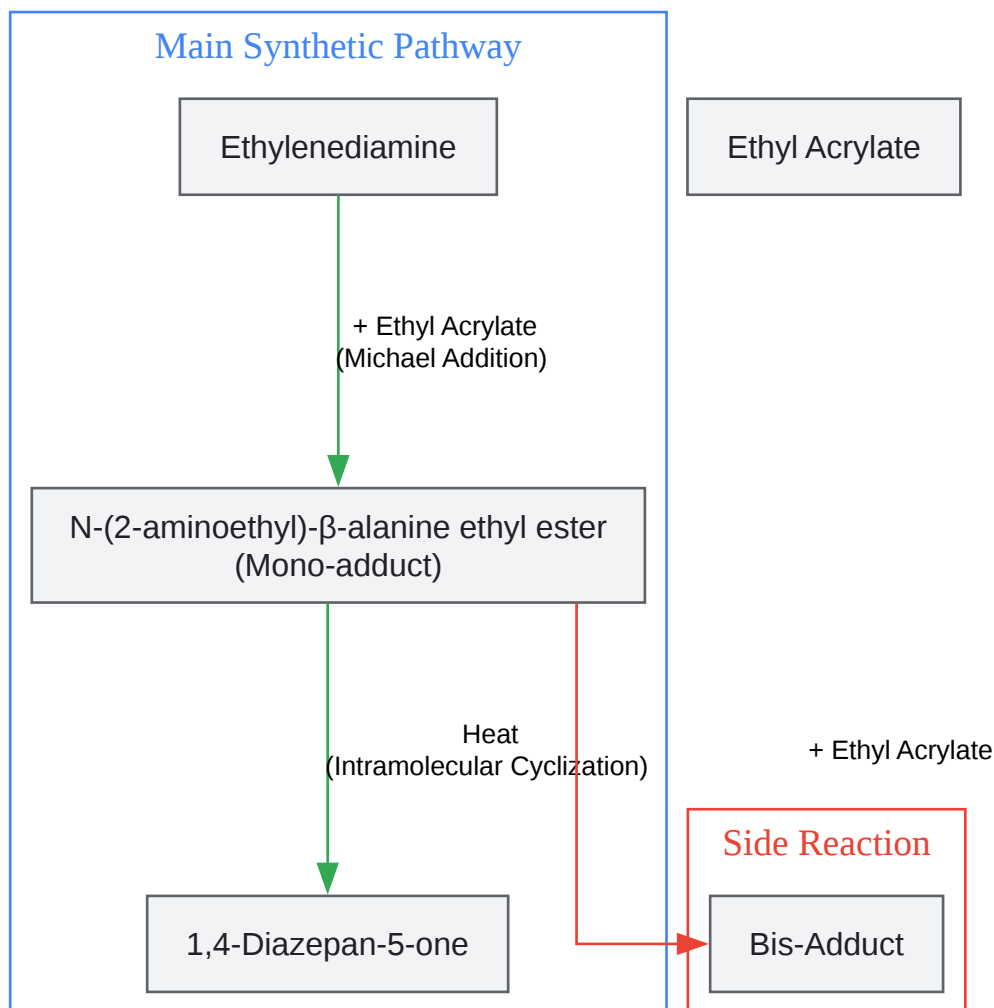 Main Synthetic Pathway
Ethylenediamine
Ethyl Acrylate
+ Ethyl Acrylate
(Michael Addition)
N-(2-aminoethyl)-β-alanine ethyl ester
(Mono-adduct)
Heat
(Intramolecular Cyclization)
+ Ethyl Acrylate
Side Reaction
1,4-Diazepan-5-one
Bis-Adduct